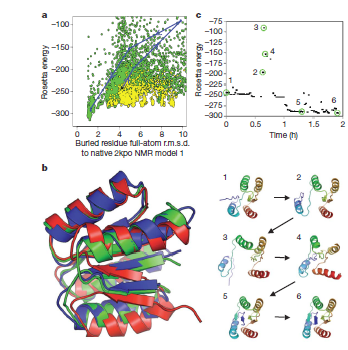 a
−100
−150
−200
−250
−300
Rosetta energy
0 2 4 6 8 10
Buried residue full-atom r.m.s.d.
to native 2kpo NMR model 1
c
−75
−100
−125
−150
−175
−200
−225
−250
−275
−300
Rosetta energy
3
4
2
1
5
6
0 0.5 1 1.5 2
Time (h)
b
1 2
3 4
5 6